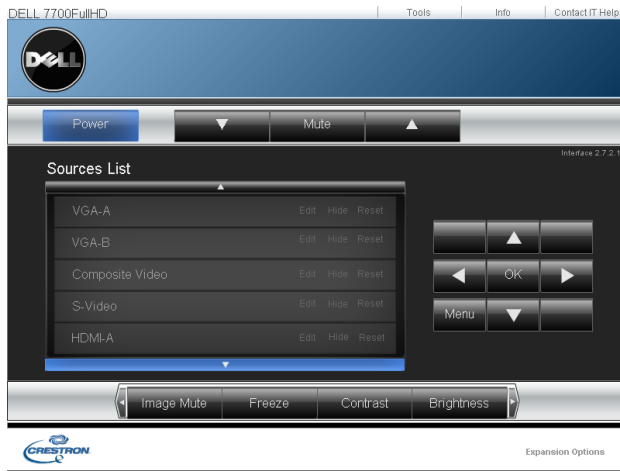 DELL 7700FullHD Tools Info Contact IT Help
DELL
Power Mute
Interface 2.7.2.1
Sources List
VGA-A Edit Hide Reset
VGA-B Edit Hide Reset
Composite Video Edit Hide Reset
S-Video Edit Hide Reset
HDMI-A Edit Hide Reset
OK
Menu
Image Mute Freeze Contrast Brightness
CRESTRON Expansion Options